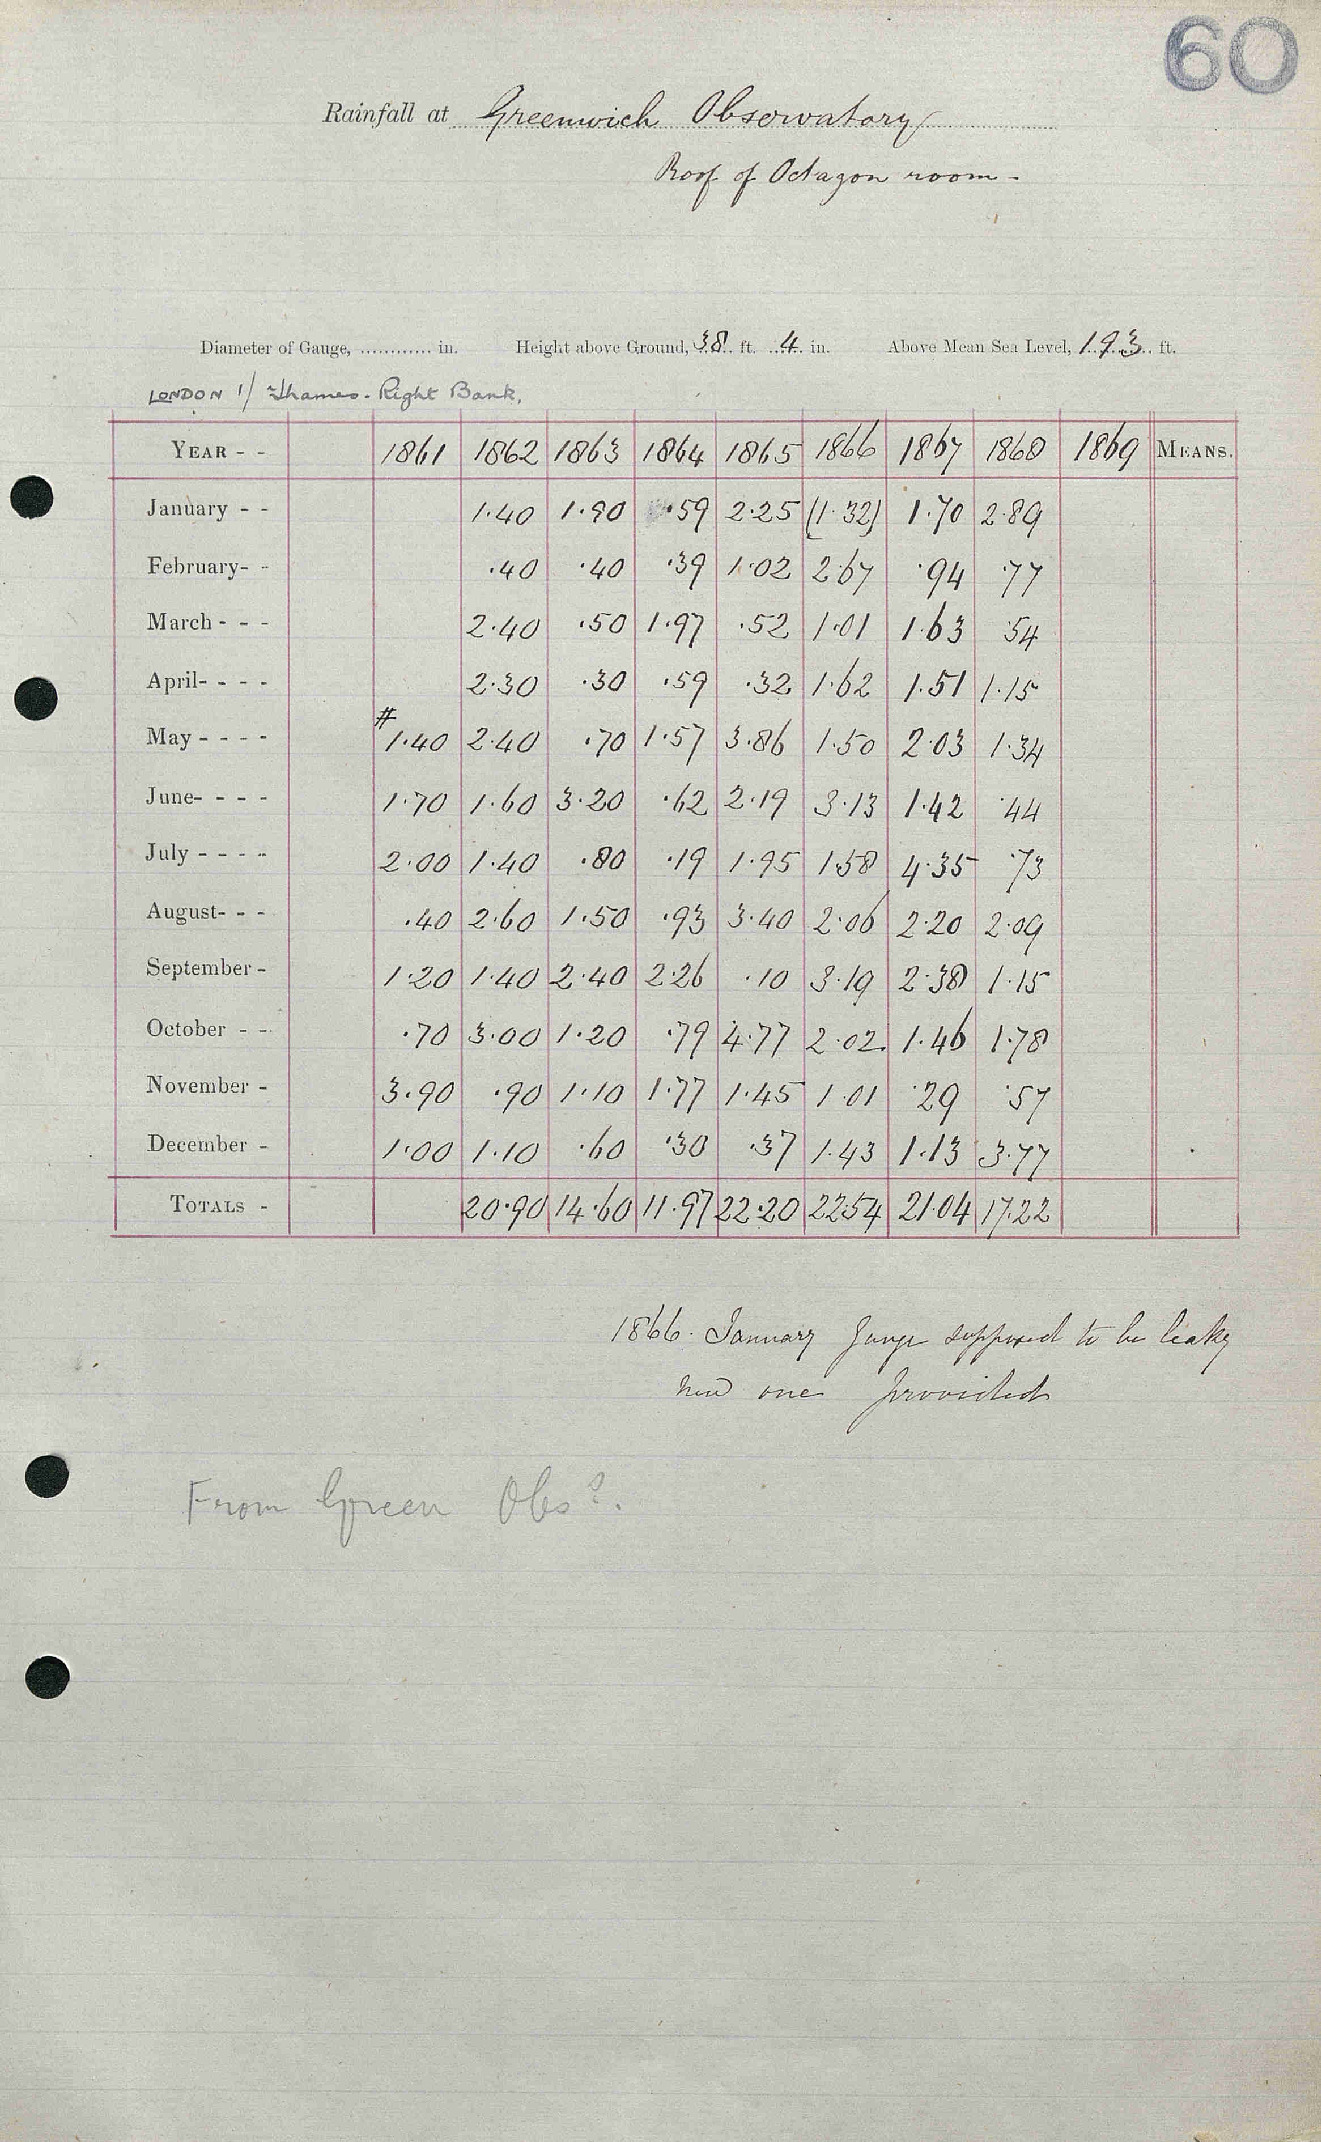 60
Rainfall at Greenwich Observatory
Roof of Octagon room -
Diameter of Gauge, ............ in. Height above Ground, 38 ft. 4 in. Above Mean Sea Level, 193 ft.
LONDON 1/ Thames - Right Bank.
YEAR - - 1861 1862 1863 1864 1865 1866 1867 1868 1869 MEANS.
January - - 1·40 1·90 ·59 2·25 (1·32) 1·70 2·89
February- - ·40 ·40 ·39 1·02 2·67 ·94 ·77
March - - - 2·40 ·50 1·97 ·52 1·01 1·63 ·54
April- - - - 2·30 ·30 ·59 ·32 1·62 1·51 1·15
May - - - - # 1·40 2·40 ·70 1·57 3·86 1·50 2·03 1·34
June- - - - 1·70 1·60 3·20 ·62 2·19 3·13 1·42 ·44
July - - - - 2·00 1·40 ·80 ·19 1·95 1·58 4·35 ·73
August- - - ·40 2·60 1·50 ·93 3·40 2·06 2·20 2·09
September - 1·20 1·40 2·40 2·26 ·10 3·19 2·38 1·15
October - - ·70 3·00 1·20 ·79 4·77 2·02 1·46 1·78
November - 3·90 ·90 1·10 1·77 1·45 1·01 ·29 ·57
December - 1·00 1·10 ·60 ·30 ·37 1·43 1·13 3·77
TOTALS - 20·90 14·60 11·97 22·20 22·54 21·04 17·22
1866. January Gauge supposed to be leaky
new one provided
From Green Obsn.